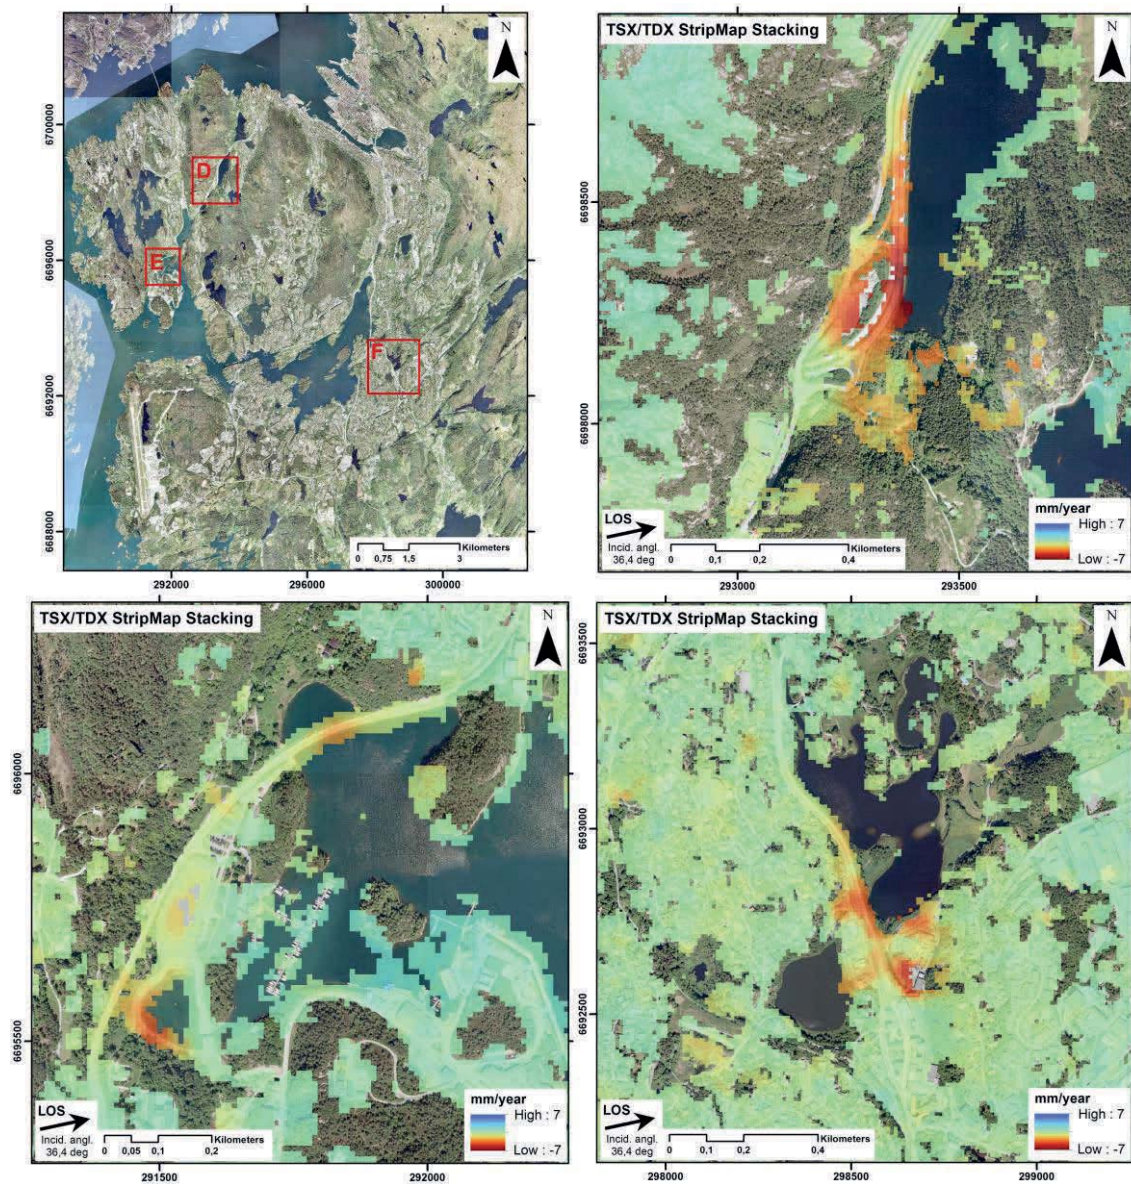 N
6700000
6696000
6692000
6688000
D
E
F
Kilometers
0 0,75 1,5 3
292000 296000 300000
TSX/TDX StripMap Stacking
N
6698500
6698000
LOS
Incid. angl.
36,4 deg
Kilometers
0 0,1 0,2 0,4
mm/year
High : 7
Low : -7
293000 293500
TSX/TDX StripMap Stacking
N
6696000
6695500
LOS
Incid. angl.
36,4 deg
Kilometers
0 0,05 0,1 0,2
mm/year
High : 7
Low : -7
291500 292000
TSX/TDX StripMap Stacking
N
6693500
6693000
6692500
LOS
Incid. angl.
36,4 deg
Kilometers
0 0,1 0,2 0,4
mm/year
High : 7
Low : -7
298000 298500 299000